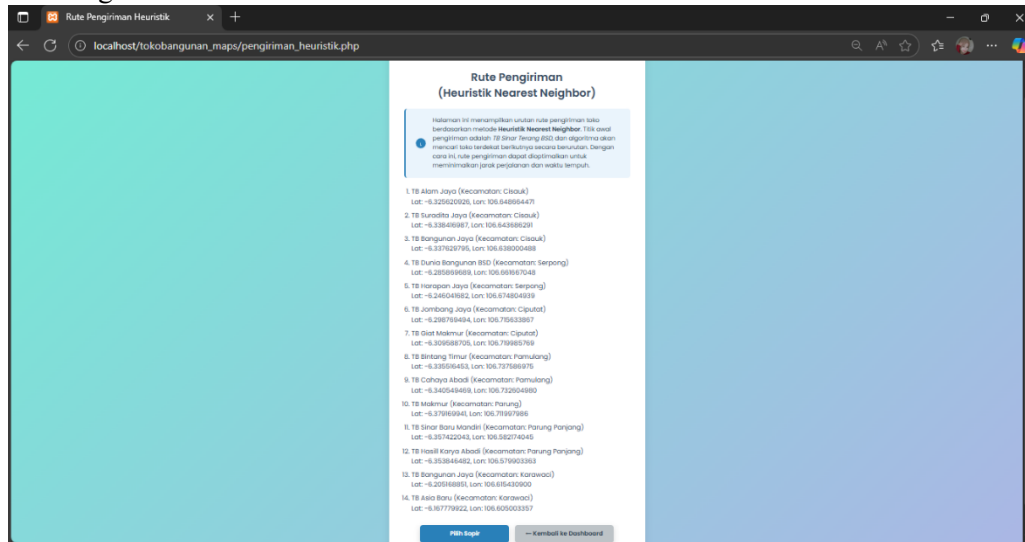 Rute Pengiriman Heuristik
localhost/tokobangunan_maps/pengiriman_heuristik.php
Rute Pengiriman
(Heuristik Nearest Neighbor)
Halaman ini menampilkan urutan rute pengiriman toko
berdasarkan metode Heuristik Nearest Neighbor. Titik awal
pengiriman adalah TB Sinar Terang BSD, dan algoritma akan
mencari toko terdekat berikutnya secara berurutan. Dengan
cara ini, rute pengiriman dapat dioptimalkan untuk
meminimalkan jarak perjalanan dan waktu tempuh.
1. TB Alam Jaya (Kecamatan: Cisauk)
Lat: -6.325620926, Lon: 106.648664471
2. TB Suradita Jaya (Kecamatan: Cisauk)
Lat: -6.338416987, Lon: 106.643686291
3. TB Bangunan Jaya (Kecamatan: Cisauk)
Lat: -6.337629795, Lon: 106.638000488
4. TB Dunia Bangunan BSD (Kecamatan: Serpong)
Lat: -6.285869689, Lon: 106.661667048
5. TB Harapan Jaya (Kecamatan: Serpong)
Lat: -6.246041682, Lon: 106.674804939
6. TB Jombang Jaya (Kecamatan: Ciputat)
Lat: -6.298769494, Lon: 106.715633867
7. TB Giat Makmur (Kecamatan: Ciputat)
Lat: -6.309588705, Lon: 106.719985769
8. TB Bintang Timur (Kecamatan: Pamulang)
Lat: -6.335516453, Lon: 106.737586975
9. TB Cahaya Abadi (Kecamatan: Pamulang)
Lat: -6.340549469, Lon: 106.732604980
10. TB Makmur (Kecamatan: Parung)
Lat: -6.379169941, Lon: 106.711997986
11. TB Sinar Baru Mandiri (Kecamatan: Parung Panjang)
Lat: -6.357422043, Lon: 106.582174045
12. TB Hasill Karya Abadi (Kecamatan: Parung Panjang)
Lat: -6.353846482, Lon: 106.579903363
13. TB Bangunan Jaya (Kecamatan: Karawaci)
Lat: -6.205168851, Lon: 106.615430900
14. TB Asia Baru (Kecamatan: Karawaci)
Lat: -6.167779922, Lon: 106.605003357
Pilih Sopir
← Kembali ke Dashboard